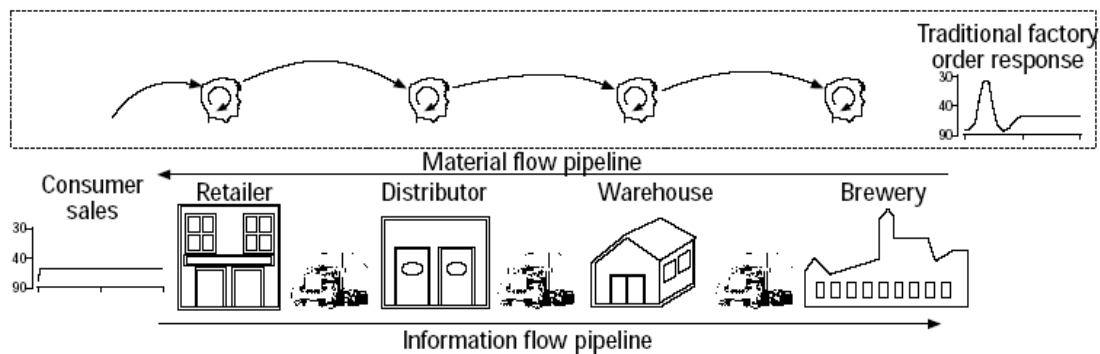 Traditional factory
order response
30
40
90
Material flow pipeline
Consumer
sales
Retailer
Distributor
Warehouse
Brewery
30
40
90
Information flow pipeline